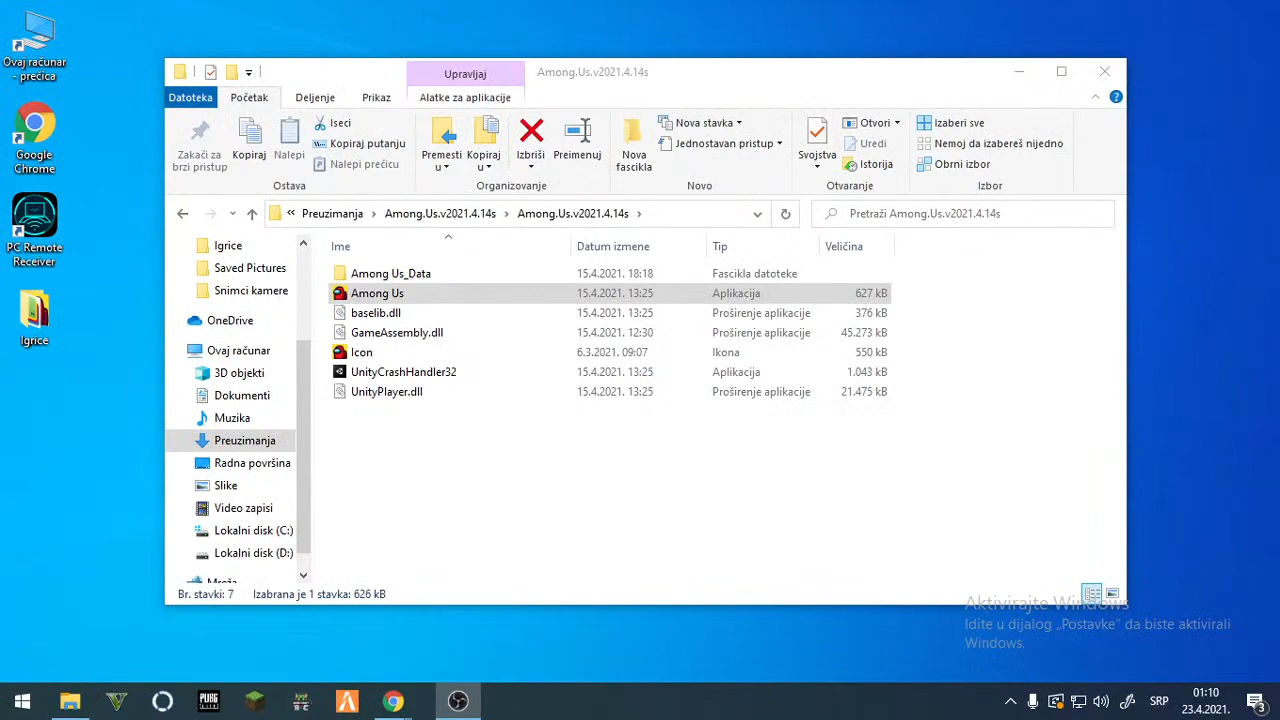 Ovaj računar
- prečica
Google
Chrome
PC Remote
Receiver
Igrice
Upravljaj
Among.Us.v2021.4.14s
Datoteka
Početak
Deljenje
Prikaz
Alatke za aplikacije
Zakači za
brzi pristup
Kopiraj
Nalepi
Iseci
Kopiraj putanju
Nalepi prečicu
Ostava
Premesti
u
Kopiraj
u
Izbriši
Preimenuj
Organizovanje
Nova
fascikla
Nova stavka
Jednostavan pristup
Novo
Svojstva
Otvori
Uredi
Istorija
Otvaranje
Izaberi sve
Nemoj da izabereš nijedno
Obrni izbor
Izbor
« Preuzimanja > Among.Us.v2021.4.14s > Among.Us.v2021.4.14s >
Pretraži Among.Us.v2021.4.14s
Igrice
Saved Pictures
Snimci kamere
OneDrive
Ovaj računar
3D objekti
Dokumenti
Muzika
Preuzimanja
Radna površina
Slike
Video zapisi
Lokalni disk (C:)
Lokalni disk (D:)
Mreža
Ime Datum izmene Tip Veličina
Among Us_Data 15.4.2021. 18:18 Fascikla datoteke
Among Us 15.4.2021. 13:25 Aplikacija 627 kB
baselib.dll 15.4.2021. 13:25 Proširenje aplikacije 376 kB
GameAssembly.dll 15.4.2021. 12:30 Proširenje aplikacije 45.273 kB
Icon 6.3.2021. 09:07 Ikona 550 kB
UnityCrashHandler32 15.4.2021. 13:25 Aplikacija 1.043 kB
UnityPlayer.dll 15.4.2021. 13:25 Proširenje aplikacije 21.475 kB
Br. stavki: 7 Izabrana je 1 stavka: 626 kB
Aktivirajte Windows
Idite u dijalog „Postavke“ da biste aktivirali
Windows.
PUBG
SRP
01:10
23.4.2021.
3